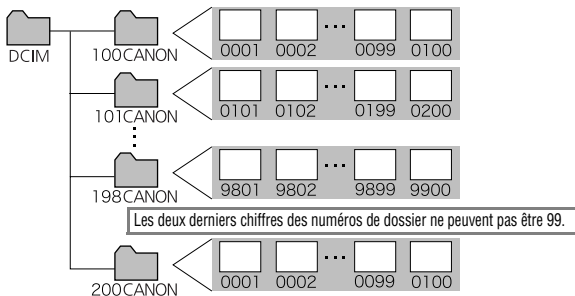 0001 0002 ... 0099 0100
DCIM 100CANON
0101 0102 ... 0199 0200
101CANON
9801 9802 ... 9899 9900
198CANON
Les deux derniers chiffres des numéros de dossier ne peuvent pas être 99.
0001 0002 ... 0099 0100
200CANON